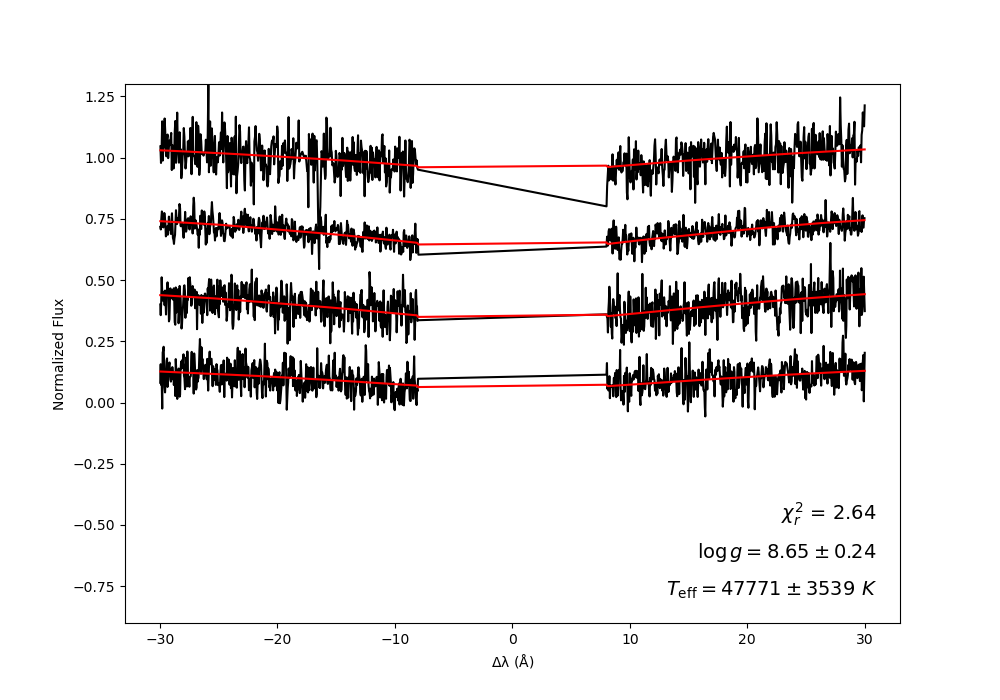 1.25
1.00
0.75
0.50
0.25
0.00
−0.25
−0.50
−0.75
Normalized Flux
χ²ᵣ = 2.64
log g = 8.65 ± 0.24
T_eff = 47771 ± 3539 K
−30 −20 −10 0 10 20 30
Δλ (Å)